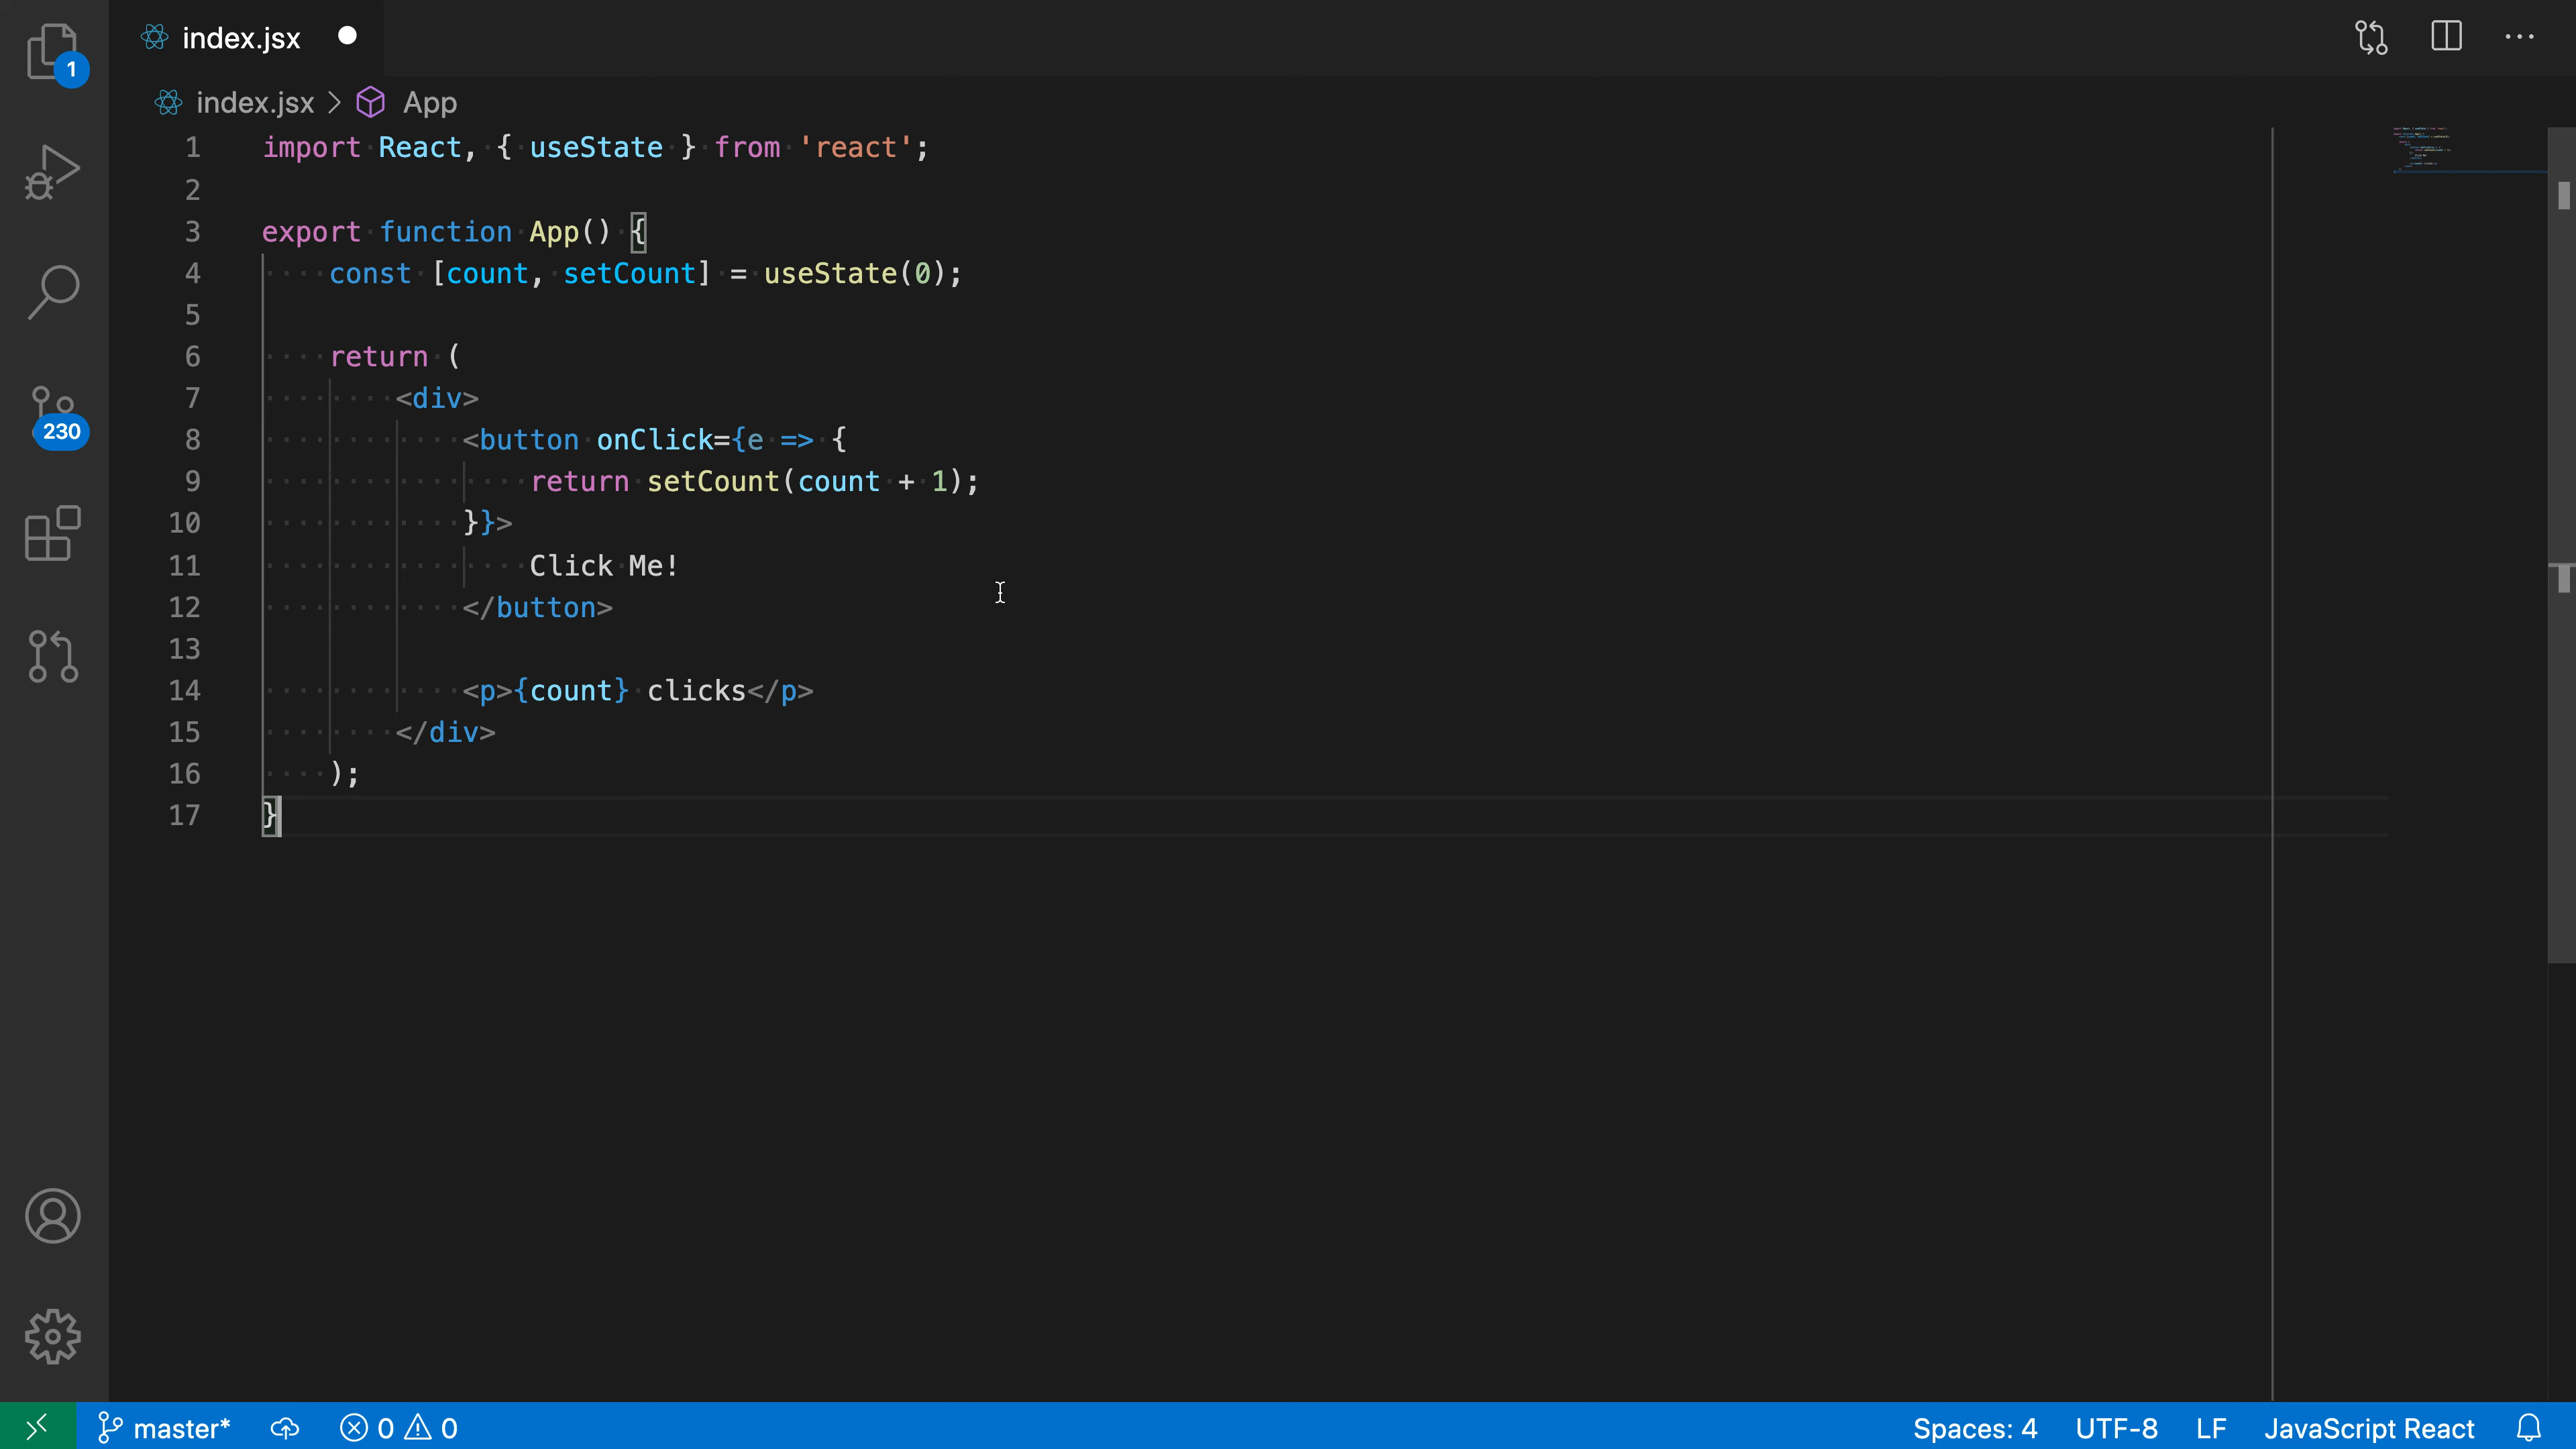 index.jsx
1
index.jsx > App
1 import React, { useState } from 'react';
2
3 export function App() {
4     const [count, setCount] = useState(0);
5
6     return (
7         <div>
8             <button onClick={e => {
9                 return setCount(count + 1);
10             }}>
11                 Click Me!
12             </button>
13
14             <p>{count} clicks</p>
15         </div>
16     );
17 }
230
master* 0 0 Spaces: 4 UTF-8 LF JavaScript React